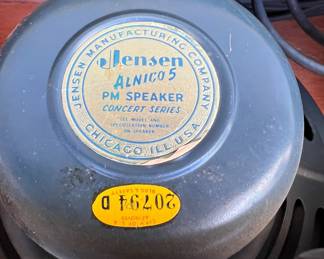 JENSEN MANUFACTURING COMPANY
Jensen
ALNICO 5
PM SPEAKER
CONCERT SERIES
SEE MODEL AND
SPECIFICATION NUMBER
ON SPEAKER
CHICAGO ILL. U.S.A.
20794 D